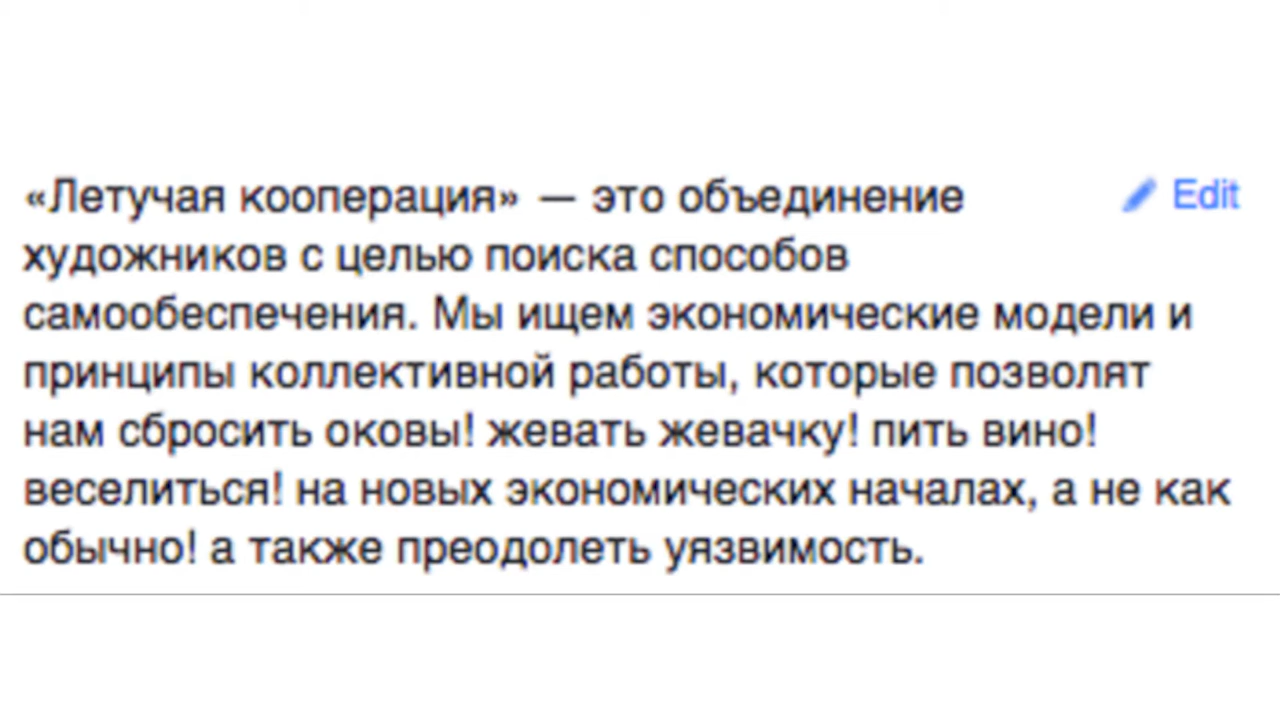 «Летучая кооперация» — это объединение Edit
художников с целью поиска способов
самообеспечения. Мы ищем экономические модели и
принципы коллективной работы, которые позволят
нам сбросить оковы! жевать жевачку! пить вино!
веселиться! на новых экономических началах, а не как
обычно! а также преодолеть уязвимость.